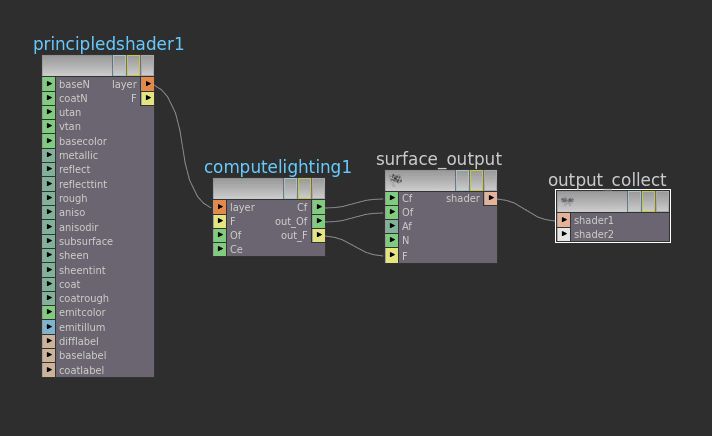 principledshader1
baseN layer
coatN F
utan
vtan
basecolor
metallic
reflect
reflecttint
rough
aniso
anisodir
subsurface
sheen
sheentint
coat
coatrough
emitcolor
emitillum
difflabel
baselabel
coatlabel
computelighting1
layer Cf
F out_Of
Of out_F
Ce
surface_output
Cf shader
Of
Af
N
F
output_collect
shader1
shader2